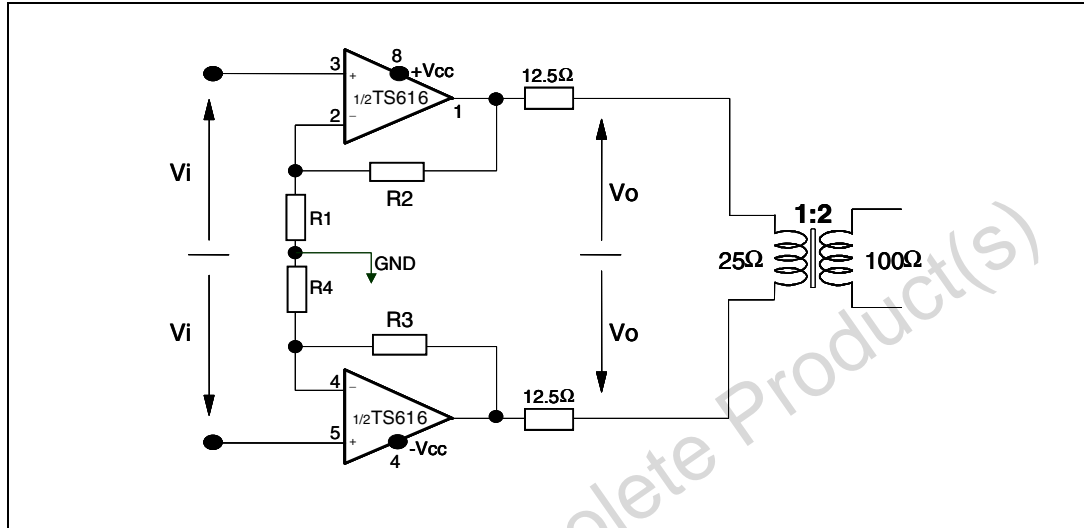 8
3
+Vcc
+
12.5Ω
1/2TS616
2
_
1
Vi
R2
Vo
R1
1:2
GND
25Ω
100Ω
R4
R3
Vi
Vo
4
_
12.5Ω
1/2TS616
5
+
-Vcc
4
olete Product(s)